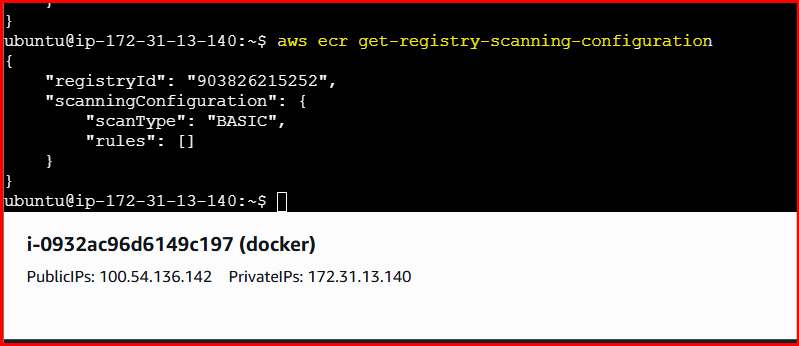 }
}
ubuntu@ip-172-31-13-140:~$ aws ecr get-registry-scanning-configuration
{
    "registryId": "903826215252",
    "scanningConfiguration": {
        "scanType": "BASIC",
        "rules": []
    }
}
ubuntu@ip-172-31-13-140:~$
i-0932ac96d6149c197 (docker)
PublicIPs: 100.54.136.142    PrivateIPs: 172.31.13.140